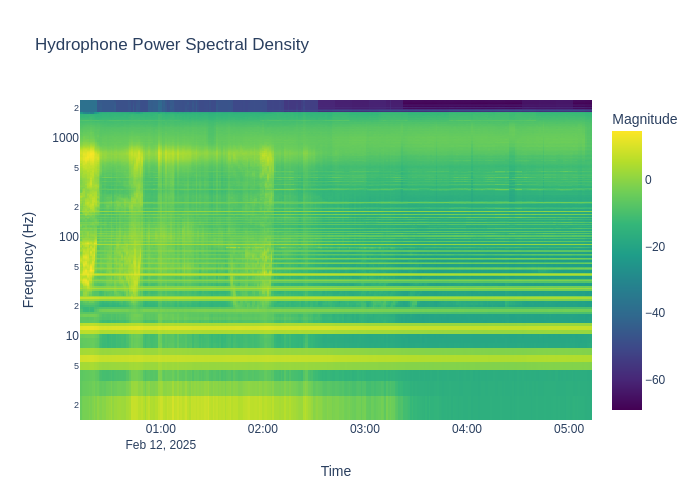 Hydrophone Power Spectral Density
Magnitude
2
1000
5
2
100
5
2
10
5
2
0
−20
−40
−60
Frequency (Hz)
01:00 02:00 03:00 04:00 05:00
Feb 12, 2025
Time